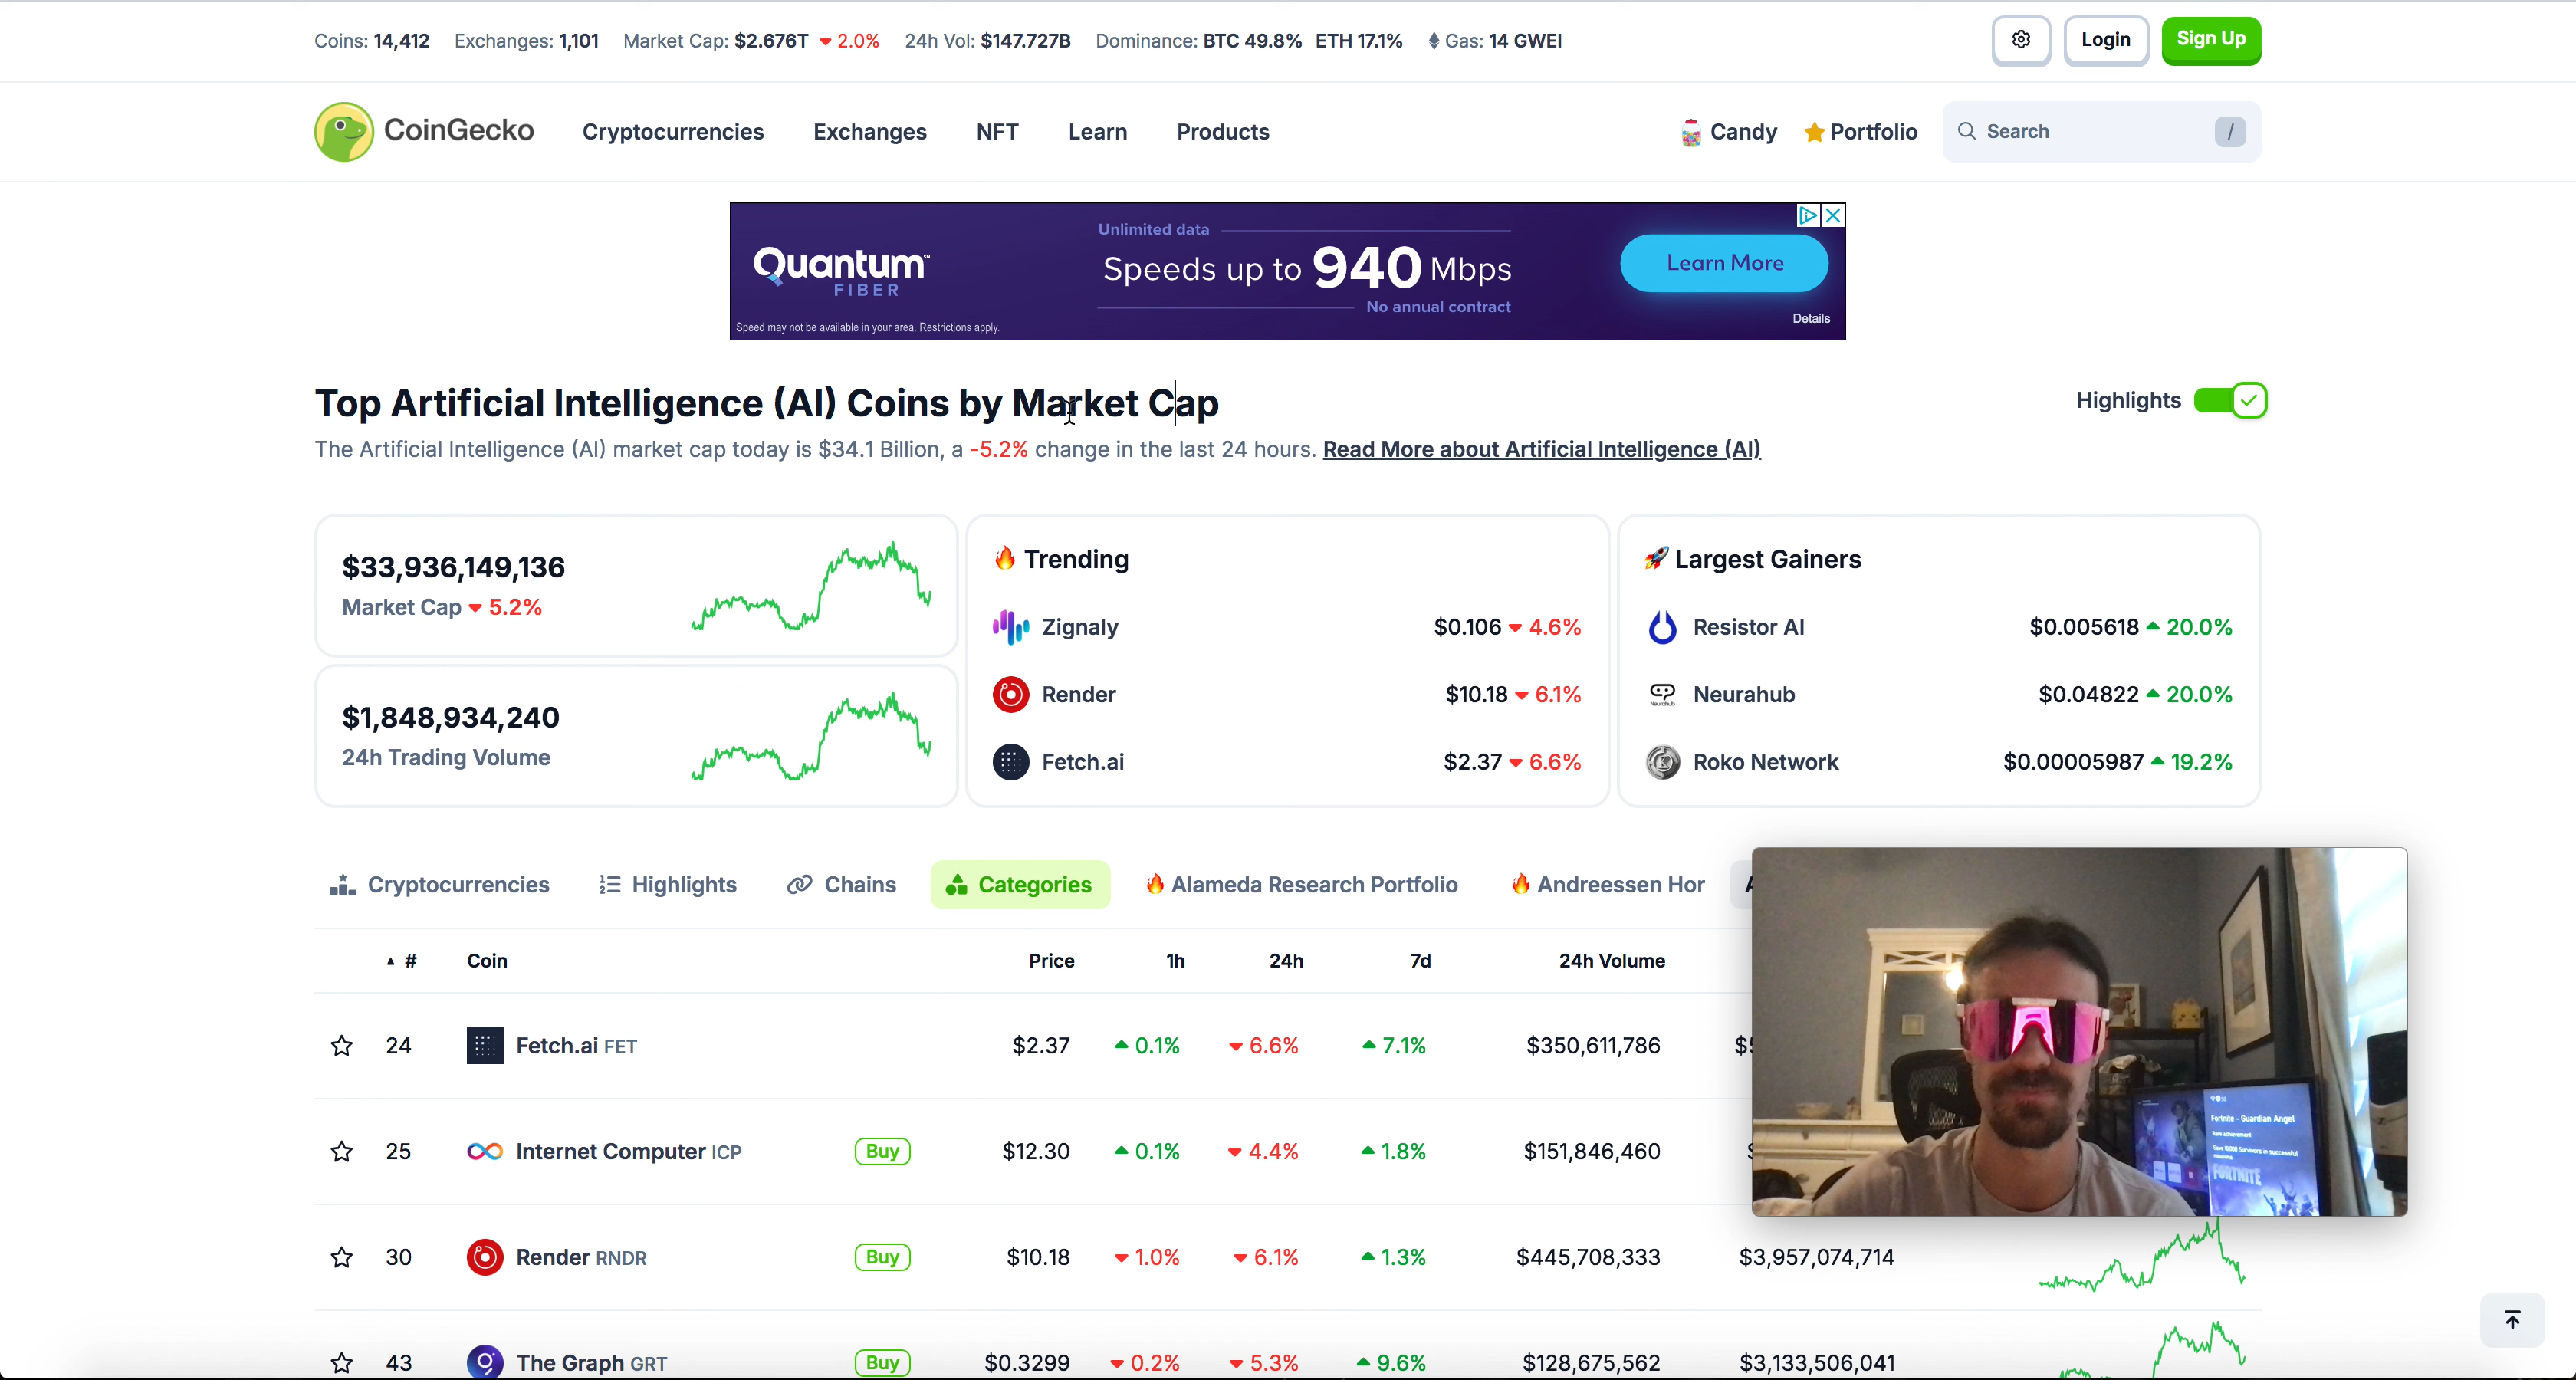 Coins: 14,412 Exchanges: 1,101 Market Cap: $2.676T 2.0% 24h Vol: $147.727B Dominance: BTC 49.8% ETH 17.1% Gas: 14 GWEI
Login Sign Up
CoinGecko Cryptocurrencies Exchanges NFT Learn Products Candy Portfolio Search /
Unlimited data
Quantum Speeds up to 940 Mbps Learn More
FIBER
No annual contract
Speed may not be available in your area. Restrictions apply. Details
Top Artificial Intelligence (AI) Coins by Market Cap Highlights
The Artificial Intelligence (AI) market cap today is $34.1 Billion, a -5.2% change in the last 24 hours. Read More about Artificial Intelligence (AI)
$33,936,149,136
Market Cap 5.2%
$1,848,934,240
24h Trading Volume
Trending
Zignaly $0.106 4.6%
Render $10.18 6.1%
Fetch.ai $2.37 6.6%
Largest Gainers
Resistor AI $0.005618 20.0%
Neurahub $0.04822 20.0%
Roko Network $0.00005987 19.2%
Cryptocurrencies Highlights Chains Categories Alameda Research Portfolio Andreessen Hor
# Coin Price 1h 24h 7d 24h Volume
24 Fetch.ai FET $2.37 0.1% 6.6% 7.1% $350,611,786
25 Internet Computer ICP Buy $12.30 0.1% 4.4% 1.8% $151,846,460
30 Render RNDR Buy $10.18 1.0% 6.1% 1.3% $445,708,333 $3,957,074,714
43 The Graph GRT Buy $0.3299 0.2% 5.3% 9.6% $128,675,562 $3,133,506,041
Fortnite - Guardian Angel
Rare achievement
FORTNITE